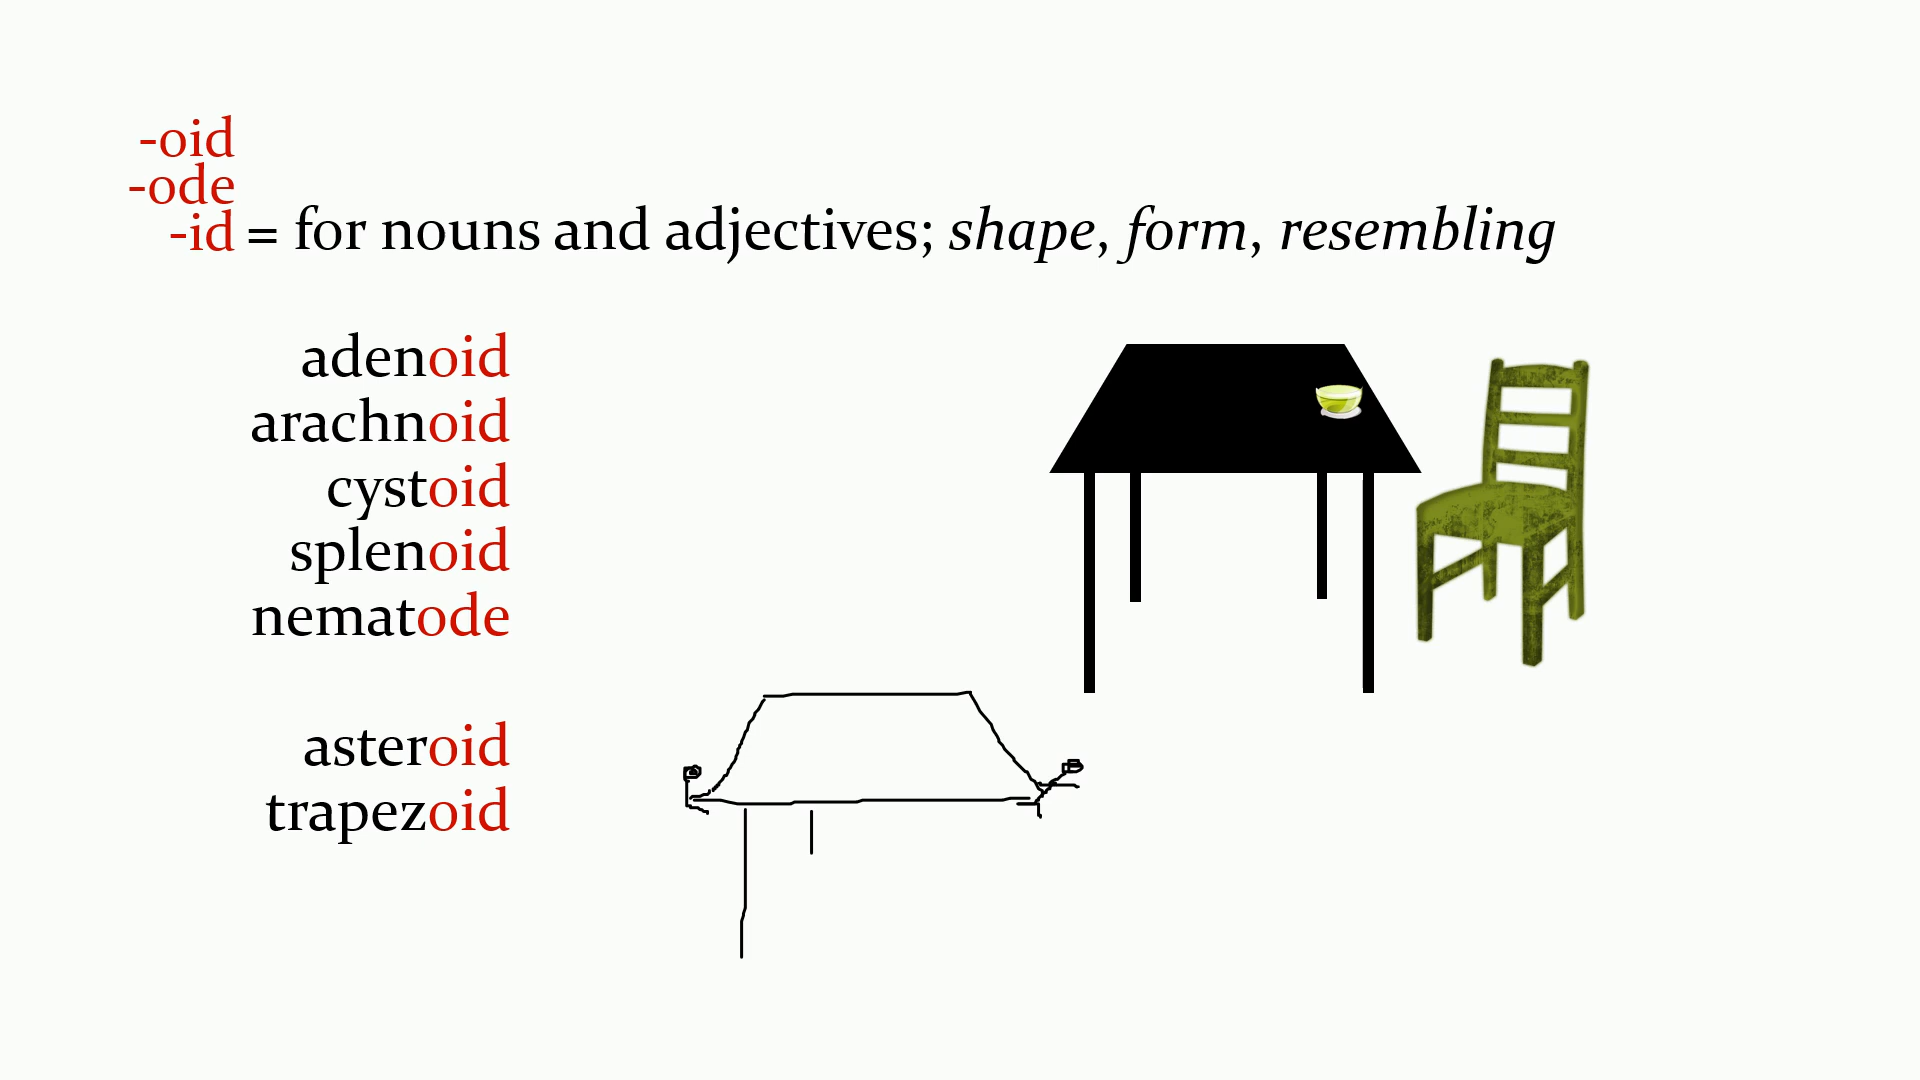 -oid
-ode
-id = for nouns and adjectives; shape, form, resembling
adenoid
arachnoid
cystoid
splenoid
nematode
asteroid
trapezoid